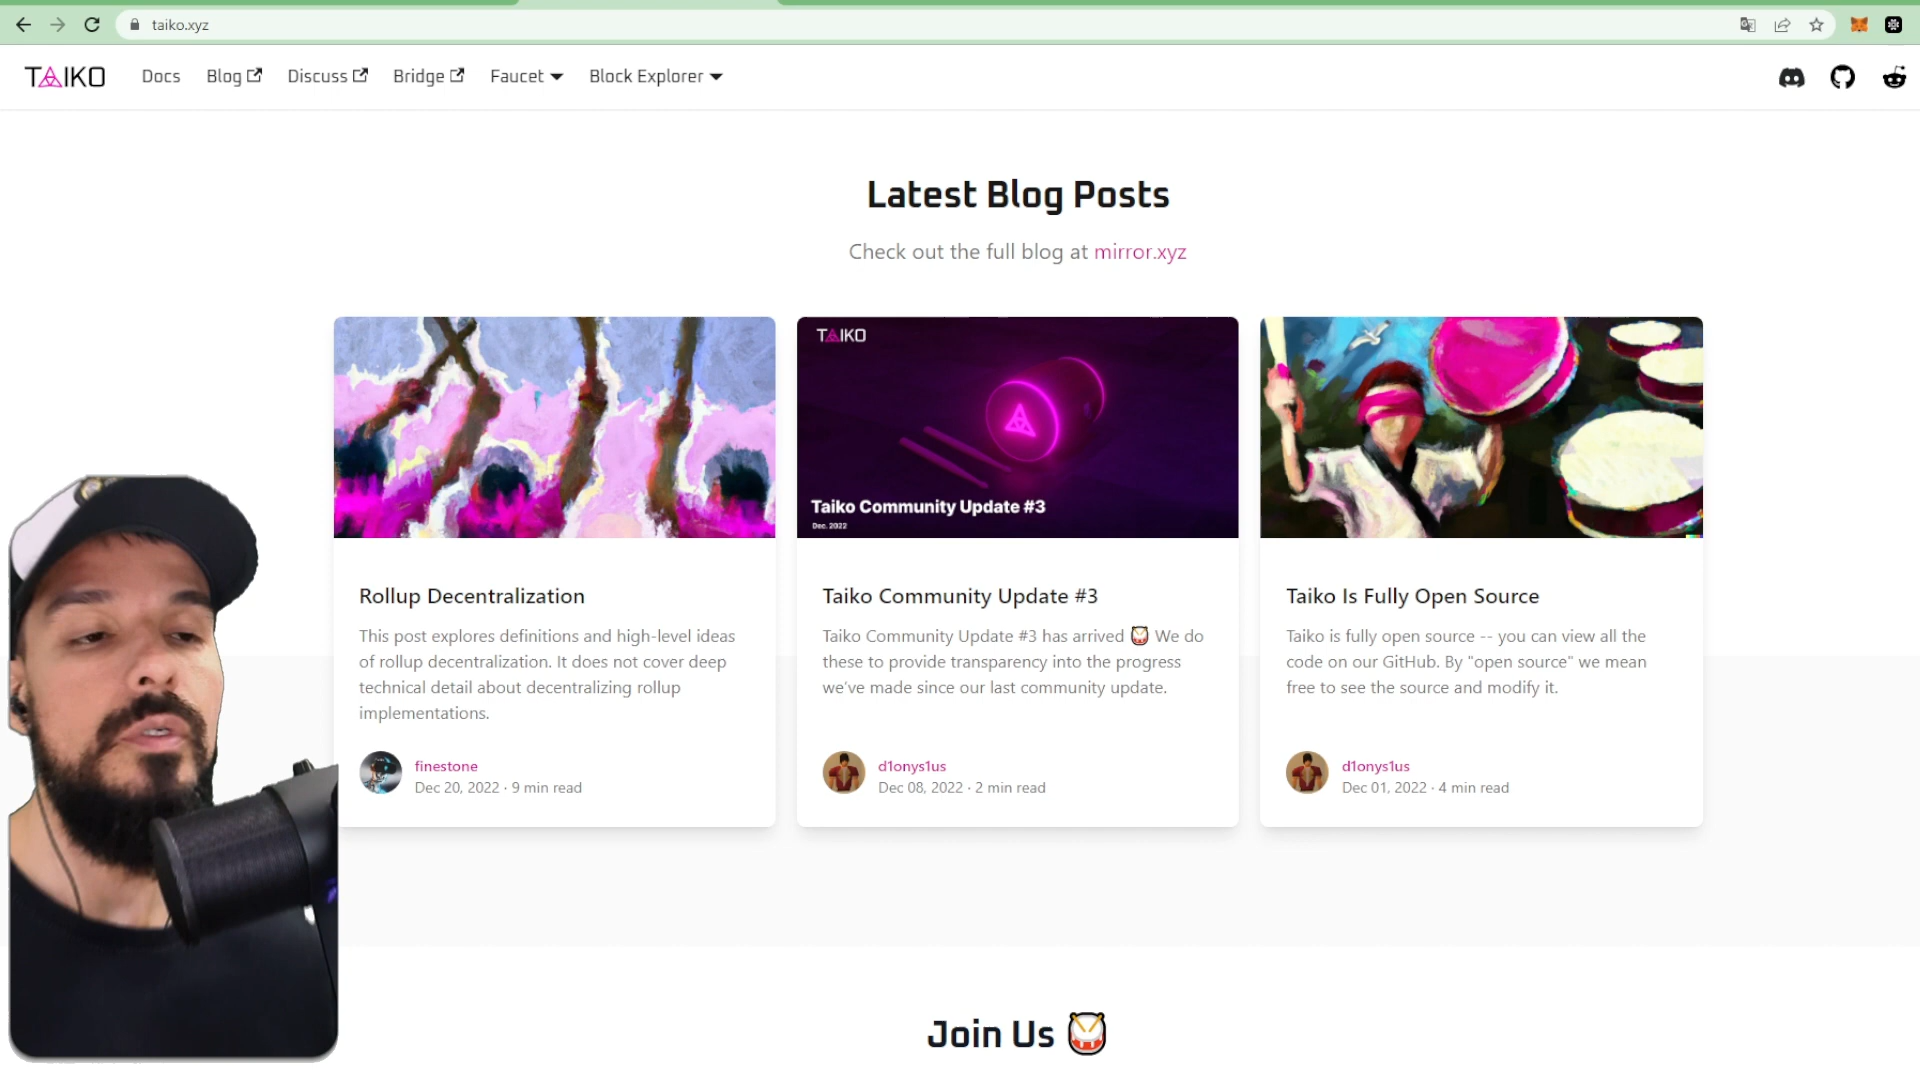 taiko.xyz
TAIKO Docs Blog Discuss Bridge Faucet Block Explorer
Latest Blog Posts
Check out the full blog at mirror.xyz
TAIKO
Taiko Community Update #3
Dec. 2022
Rollup Decentralization
This post explores definitions and high-level ideas
of rollup decentralization. It does not cover deep
technical detail about decentralizing rollup
implementations.
finestone
Dec 20, 2022 · 9 min read
Taiko Community Update #3
Taiko Community Update #3 has arrived 🥁 We do
these to provide transparency into the progress
we've made since our last community update.
d1onys1us
Dec 08, 2022 · 2 min read
Taiko Is Fully Open Source
Taiko is fully open source -- you can view all the
code on our GitHub. By "open source" we mean
free to see the source and modify it.
d1onys1us
Dec 01, 2022 · 4 min read
Join Us 🥁